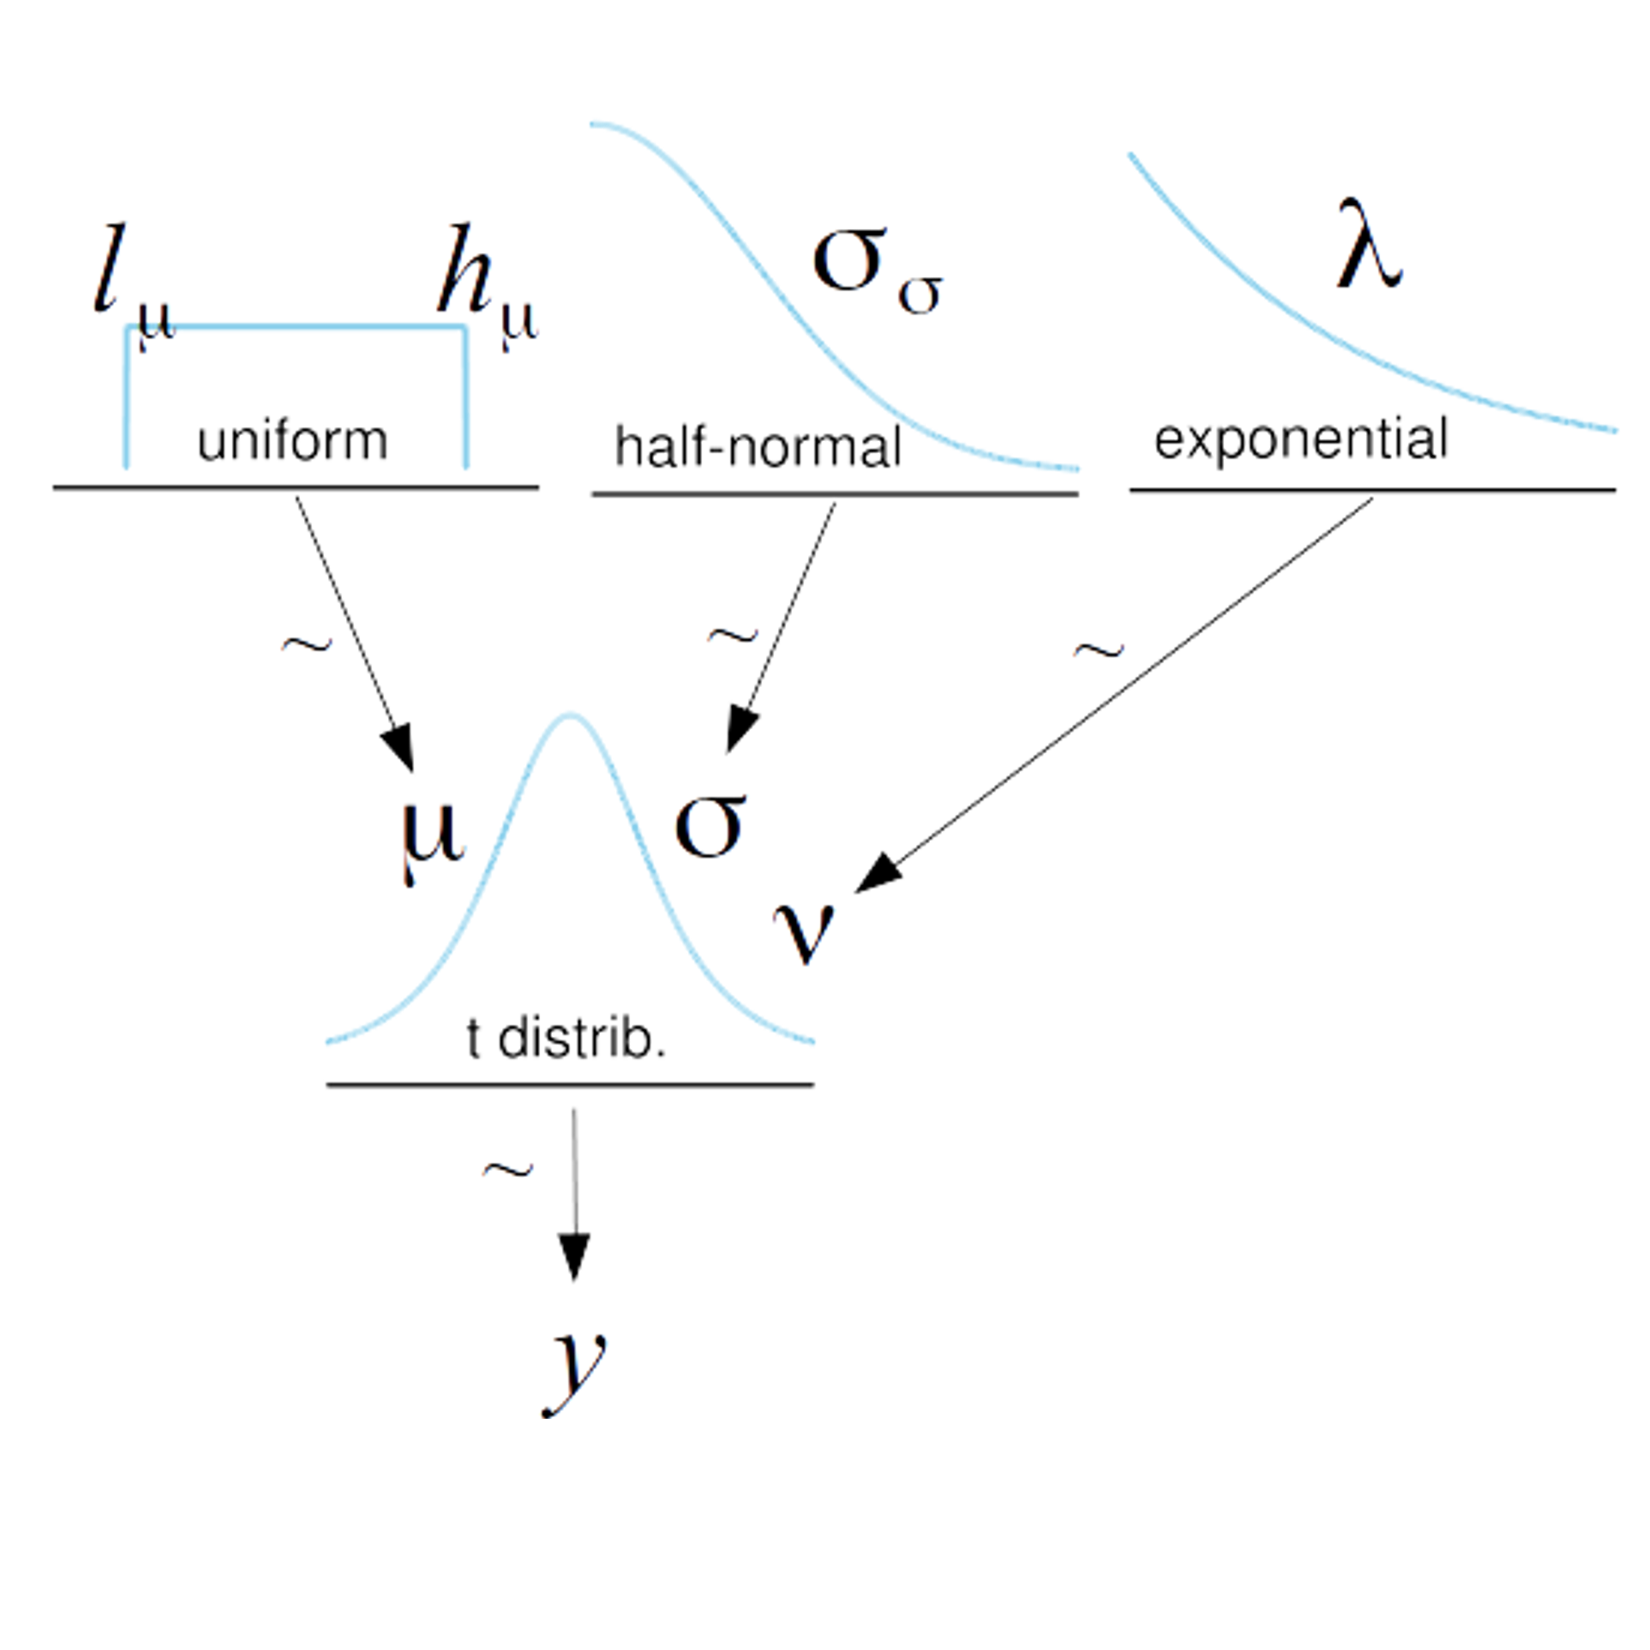 l_μ h_μ σ_σ λ
uniform half-normal exponential
~ ~ ~
μ σ
ν
t distrib.
~
y